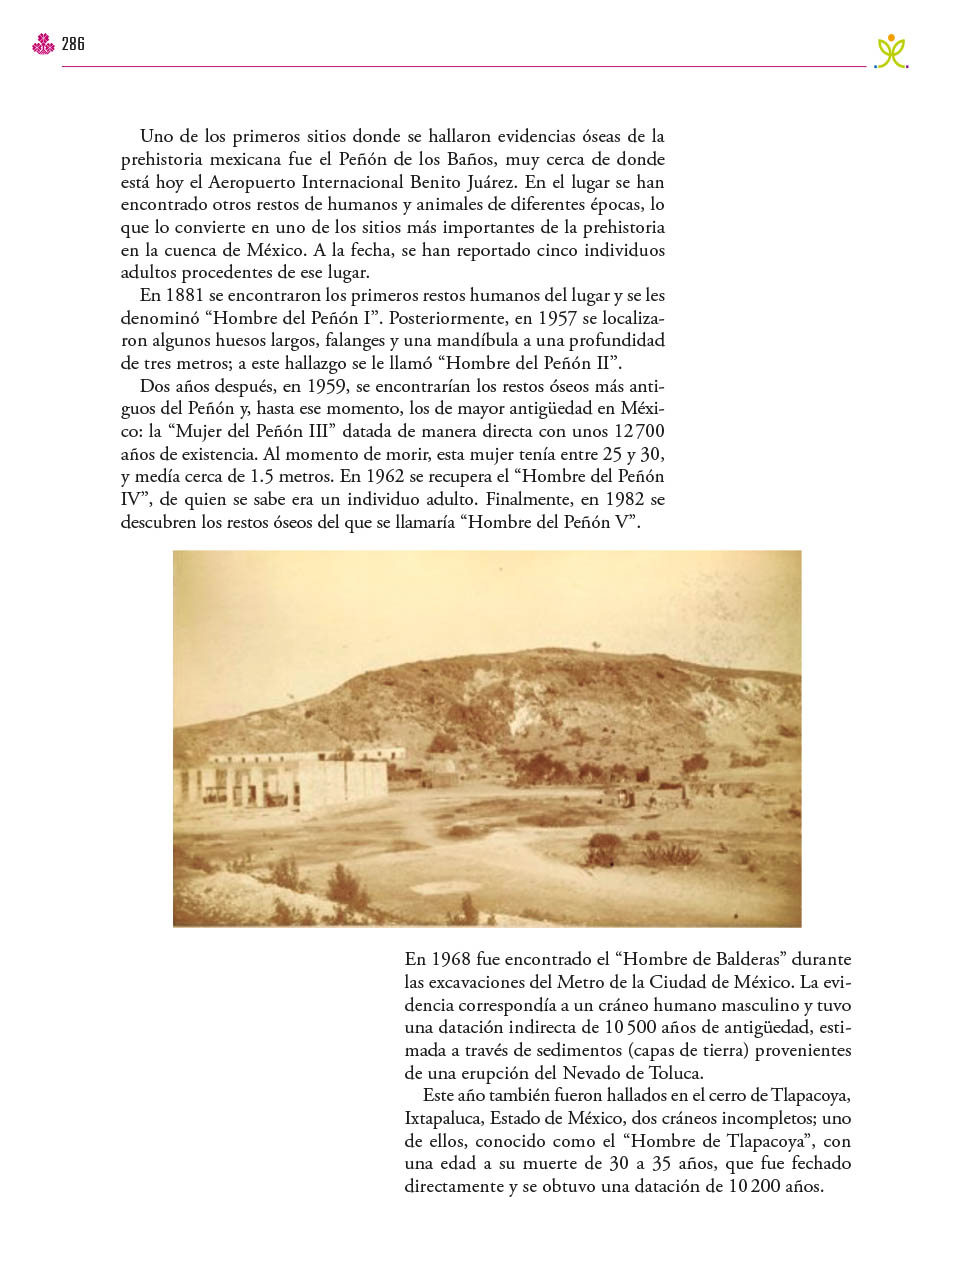 286
Uno de los primeros sitios donde se hallaron evidencias óseas de la
prehistoria mexicana fue el Peñón de los Baños, muy cerca de donde
está hoy el Aeropuerto Internacional Benito Juárez. En el lugar se han
encontrado otros restos de humanos y animales de diferentes épocas, lo
que lo convierte en uno de los sitios más importantes de la prehistoria
en la cuenca de México. A la fecha, se han reportado cinco individuos
adultos procedentes de ese lugar.
En 1881 se encontraron los primeros restos humanos del lugar y se les
denominó “Hombre del Peñón I”. Posteriormente, en 1957 se localiza-
ron algunos huesos largos, falanges y una mandíbula a una profundidad
de tres metros; a este hallazgo se le llamó “Hombre del Peñón II”.
Dos años después, en 1959, se encontrarían los restos óseos más anti-
guos del Peñón y, hasta ese momento, los de mayor antigüedad en Méxi-
co: la “Mujer del Peñón III” datada de manera directa con unos 12 700
años de existencia. Al momento de morir, esta mujer tenía entre 25 y 30,
y medía cerca de 1.5 metros. En 1962 se recupera el “Hombre del Peñón
IV”, de quien se sabe era un individuo adulto. Finalmente, en 1982 se
descubren los restos óseos del que se llamaría “Hombre del Peñón V”.
En 1968 fue encontrado el “Hombre de Balderas” durante
las excavaciones del Metro de la Ciudad de México. La evi-
dencia correspondía a un cráneo humano masculino y tuvo
una datación indirecta de 10 500 años de antigüedad, esti-
mada a través de sedimentos (capas de tierra) provenientes
de una erupción del Nevado de Toluca.
Este año también fueron hallados en el cerro de Tlapacoya,
Ixtapaluca, Estado de México, dos cráneos incompletos; uno
de ellos, conocido como el “Hombre de Tlapacoya”, con
una edad a su muerte de 30 a 35 años, que fue fechado
directamente y se obtuvo una datación de 10 200 años.